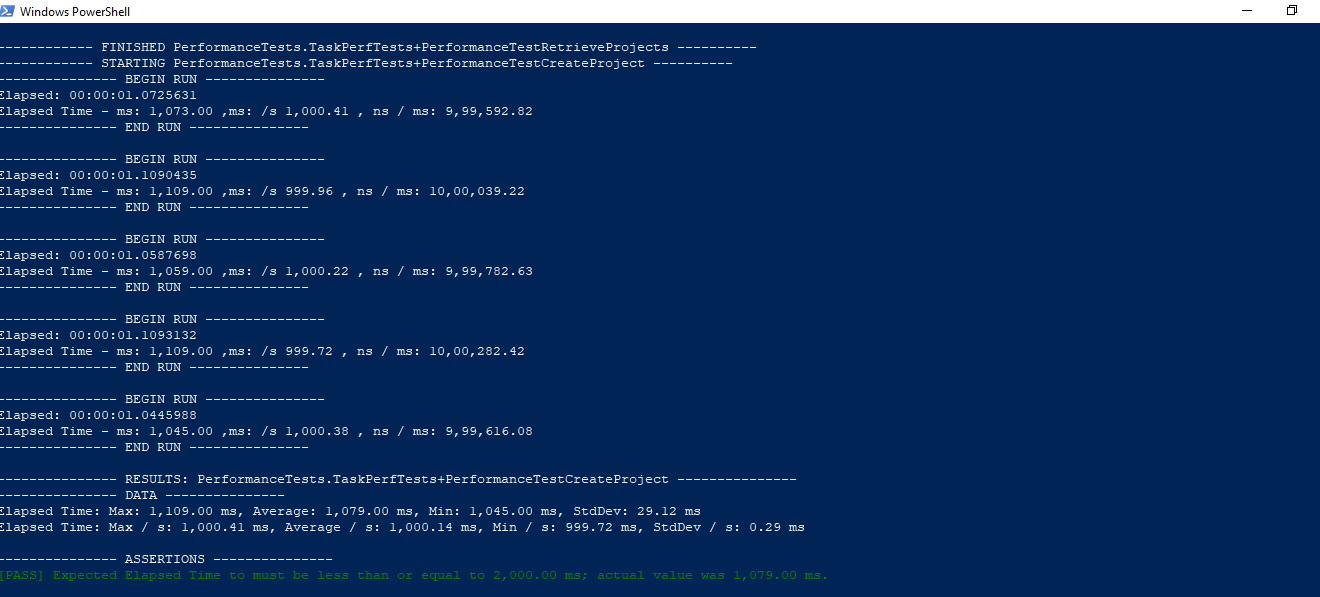 Windows PowerShell
------------ FINISHED PerformanceTests.TaskPerfTests+PerformanceTestRetrieveProjects ----------
------------ STARTING PerformanceTests.TaskPerfTests+PerformanceTestCreateProject ----------
--------------- BEGIN RUN ---------------
Elapsed: 00:00:01.0725631
Elapsed Time - ms: 1,073.00 ,ms: /s 1,000.41 , ns / ms: 9,99,592.82
--------------- END RUN ---------------
--------------- BEGIN RUN ---------------
Elapsed: 00:00:01.1090435
Elapsed Time - ms: 1,109.00 ,ms: /s 999.96 , ns / ms: 10,00,039.22
--------------- END RUN ---------------
--------------- BEGIN RUN ---------------
Elapsed: 00:00:01.0587698
Elapsed Time - ms: 1,059.00 ,ms: /s 1,000.22 , ns / ms: 9,99,782.63
--------------- END RUN ---------------
--------------- BEGIN RUN ---------------
Elapsed: 00:00:01.1093132
Elapsed Time - ms: 1,109.00 ,ms: /s 999.72 , ns / ms: 10,00,282.42
--------------- END RUN ---------------
--------------- BEGIN RUN ---------------
Elapsed: 00:00:01.0445988
Elapsed Time - ms: 1,045.00 ,ms: /s 1,000.38 , ns / ms: 9,99,616.08
--------------- END RUN ---------------
--------------- RESULTS: PerformanceTests.TaskPerfTests+PerformanceTestCreateProject ---------------
--------------- DATA ---------------
Elapsed Time: Max: 1,109.00 ms, Average: 1,079.00 ms, Min: 1,045.00 ms, StdDev: 29.12 ms
Elapsed Time: Max / s: 1,000.41 ms, Average / s: 1,000.14 ms, Min / s: 999.72 ms, StdDev / s: 0.29 ms
--------------- ASSERTIONS ---------------
[PASS] Expected Elapsed Time to must be less than or equal to 2,000.00 ms; actual value was 1,079.00 ms.